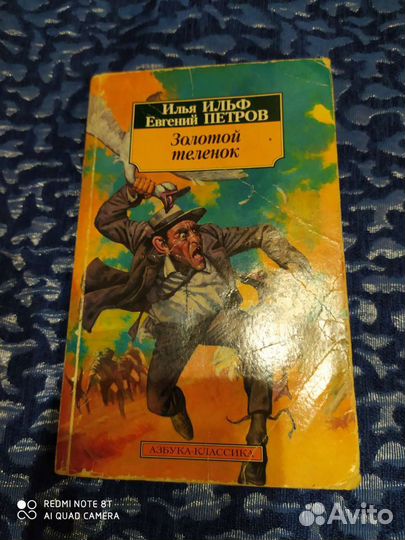 Илья ИЛЬФ
Евгений ПЕТРОВ
Золотой
теленок
АЗБУКА-КЛАССИКА
REDMI NOTE 8T
AI QUAD CAMERA
Avito